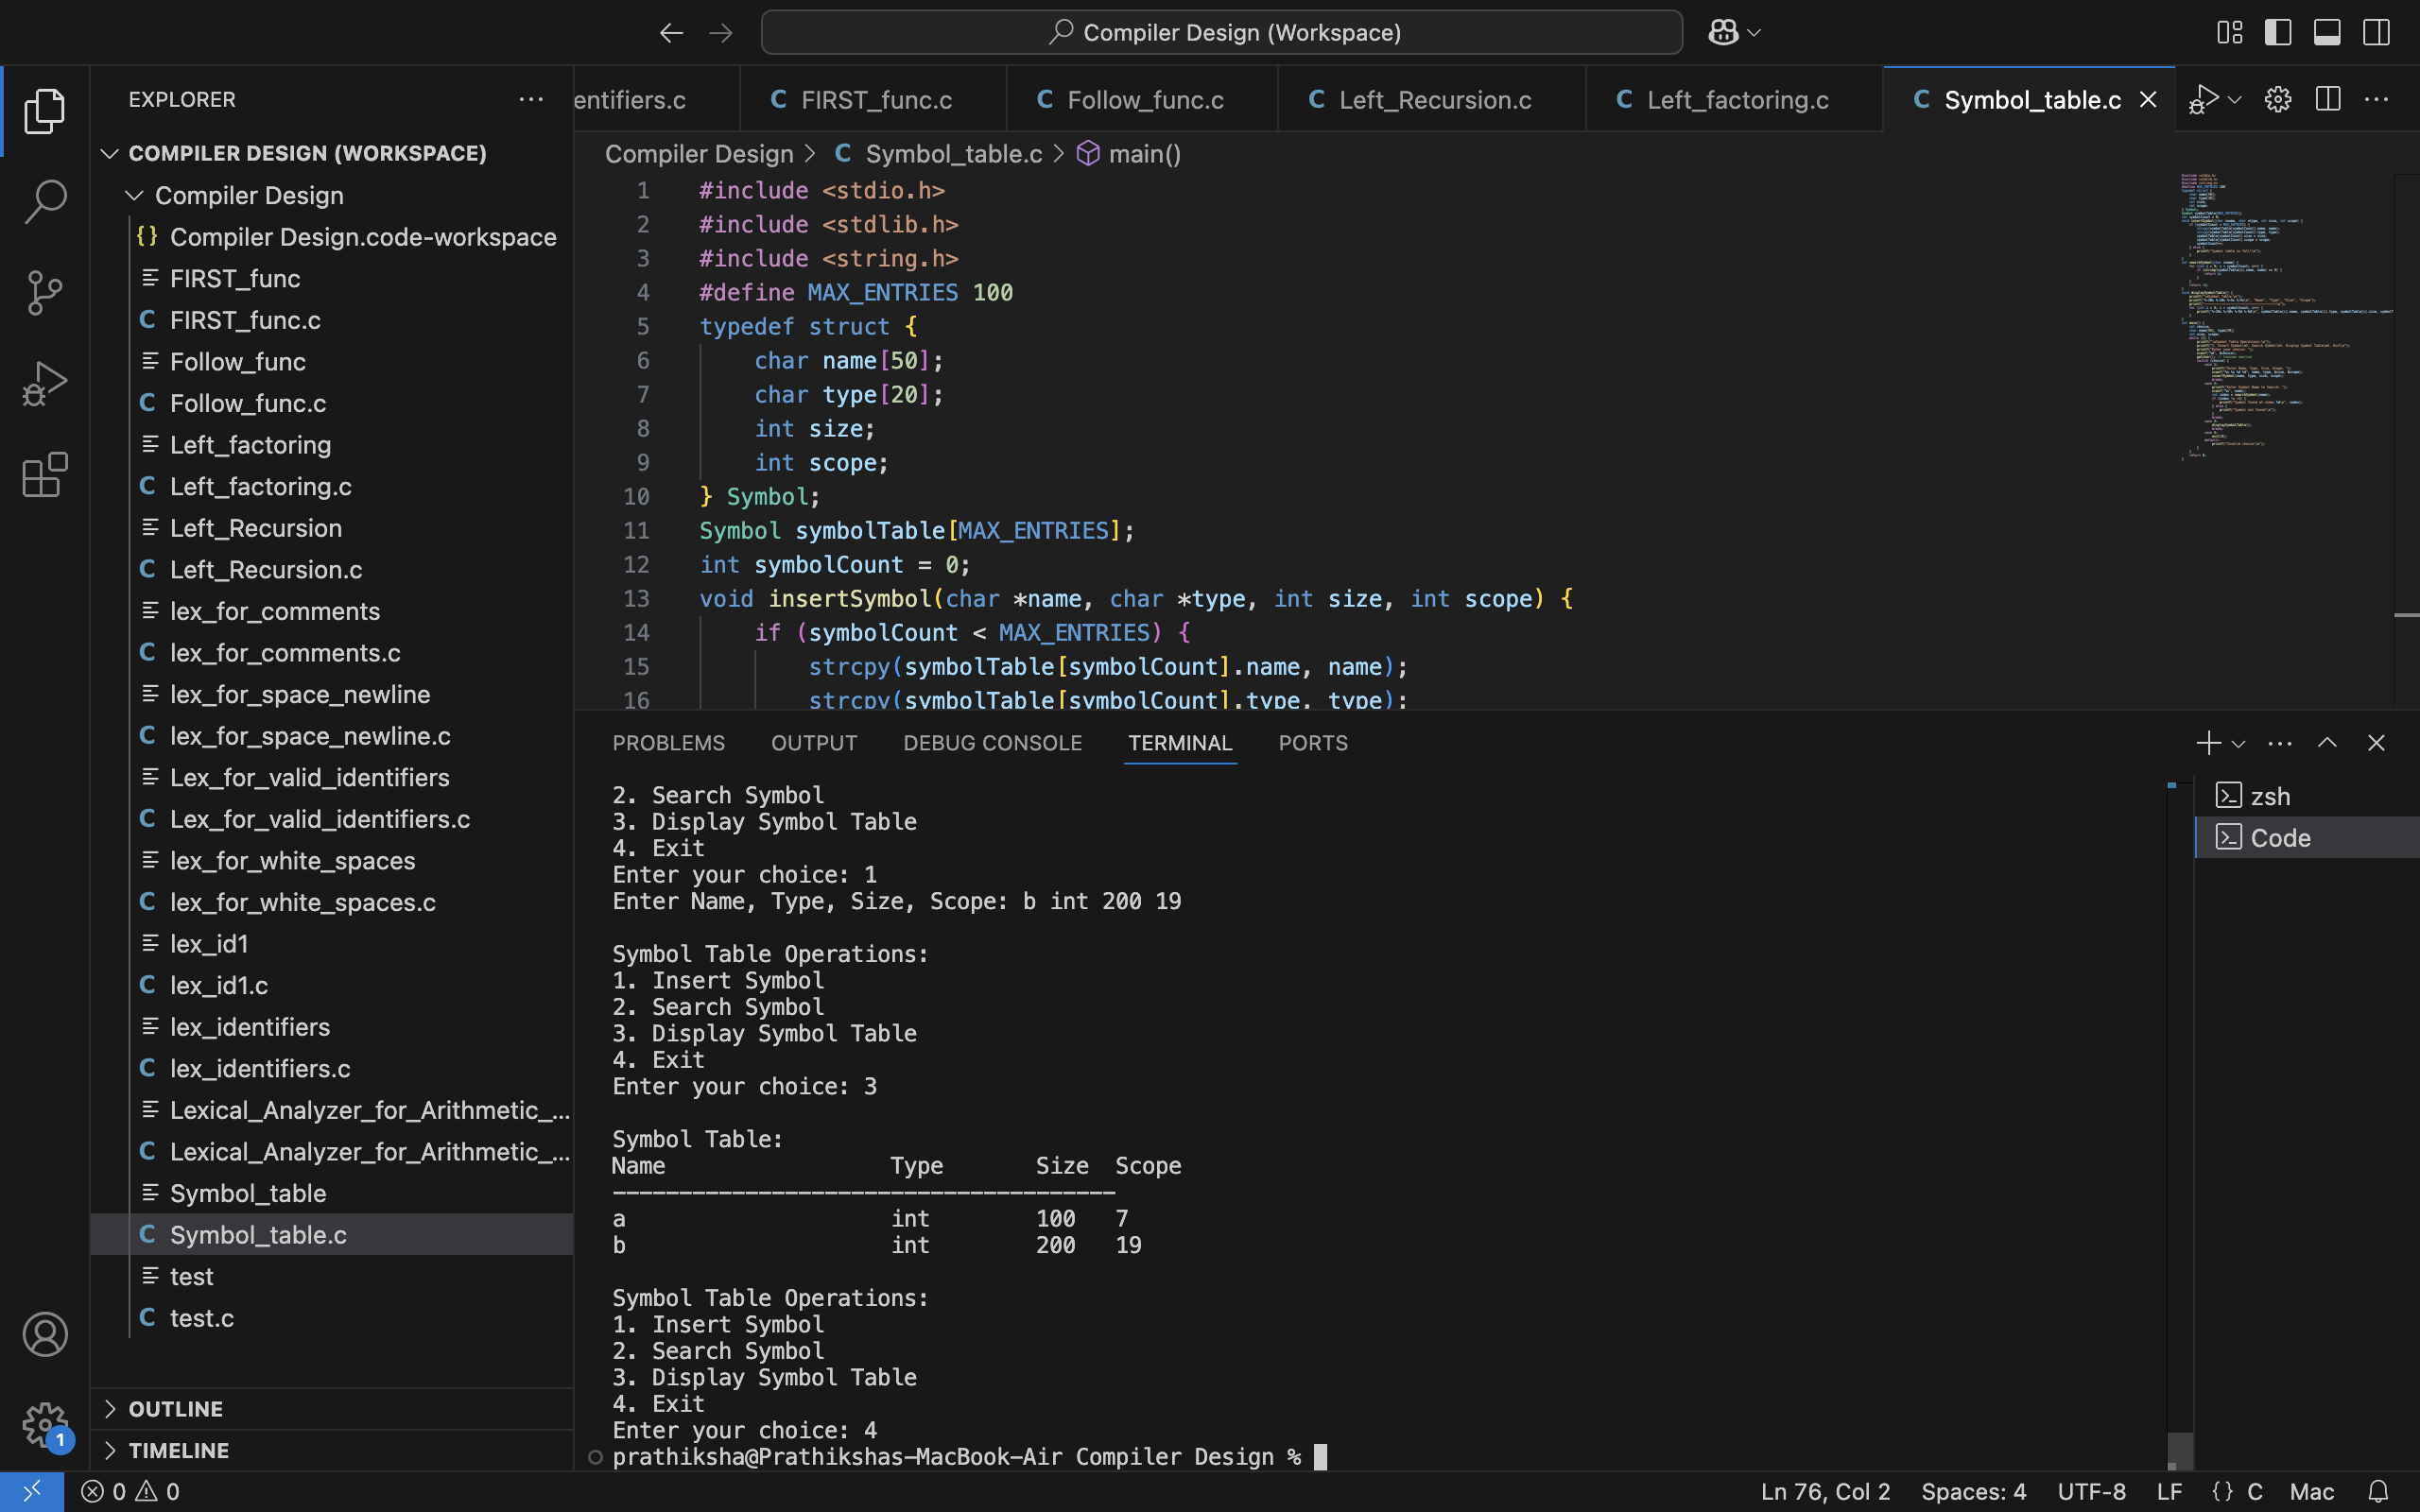 Compiler Design (Workspace)
EXPLORER
COMPILER DESIGN (WORKSPACE)
Compiler Design
{} Compiler Design.code-workspace
FIRST_func
C FIRST_func.c
Follow_func
C Follow_func.c
Left_factoring
C Left_factoring.c
Left_Recursion
C Left_Recursion.c
lex_for_comments
C lex_for_comments.c
lex_for_space_newline
C lex_for_space_newline.c
Lex_for_valid_identifiers
C Lex_for_valid_identifiers.c
lex_for_white_spaces
C lex_for_white_spaces.c
lex_id1
C lex_id1.c
lex_identifiers
C lex_identifiers.c
Lexical_Analyzer_for_Arithmetic_...
C Lexical_Analyzer_for_Arithmetic_...
Symbol_table
C Symbol_table.c
test
C test.c
OUTLINE
TIMELINE
1
entifiers.c C FIRST_func.c C Follow_func.c C Left_Recursion.c C Left_factoring.c C Symbol_table.c
Compiler Design > C Symbol_table.c > main()
1 #include <stdio.h>
2 #include <stdlib.h>
3 #include <string.h>
4 #define MAX_ENTRIES 100
5 typedef struct {
6 char name[50];
7 char type[20];
8 int size;
9 int scope;
10 } Symbol;
11 Symbol symbolTable[MAX_ENTRIES];
12 int symbolCount = 0;
13 void insertSymbol(char *name, char *type, int size, int scope) {
14 if (symbolCount < MAX_ENTRIES) {
15 strcpy(symbolTable[symbolCount].name, name);
16 strcpy(symbolTable[symbolCount].type, type);
PROBLEMS OUTPUT DEBUG CONSOLE TERMINAL PORTS
2. Search Symbol
3. Display Symbol Table
4. Exit
Enter your choice: 1
Enter Name, Type, Size, Scope: b int 200 19
Symbol Table Operations:
1. Insert Symbol
2. Search Symbol
3. Display Symbol Table
4. Exit
Enter your choice: 3
Symbol Table:
Name Type Size Scope
--------------------------------------
a int 100 7
b int 200 19
Symbol Table Operations:
1. Insert Symbol
2. Search Symbol
3. Display Symbol Table
4. Exit
Enter your choice: 4
prathiksha@Prathikshas-MacBook-Air Compiler Design %
zsh
Code
0 0
Ln 76, Col 2 Spaces: 4 UTF-8 LF {} C Mac